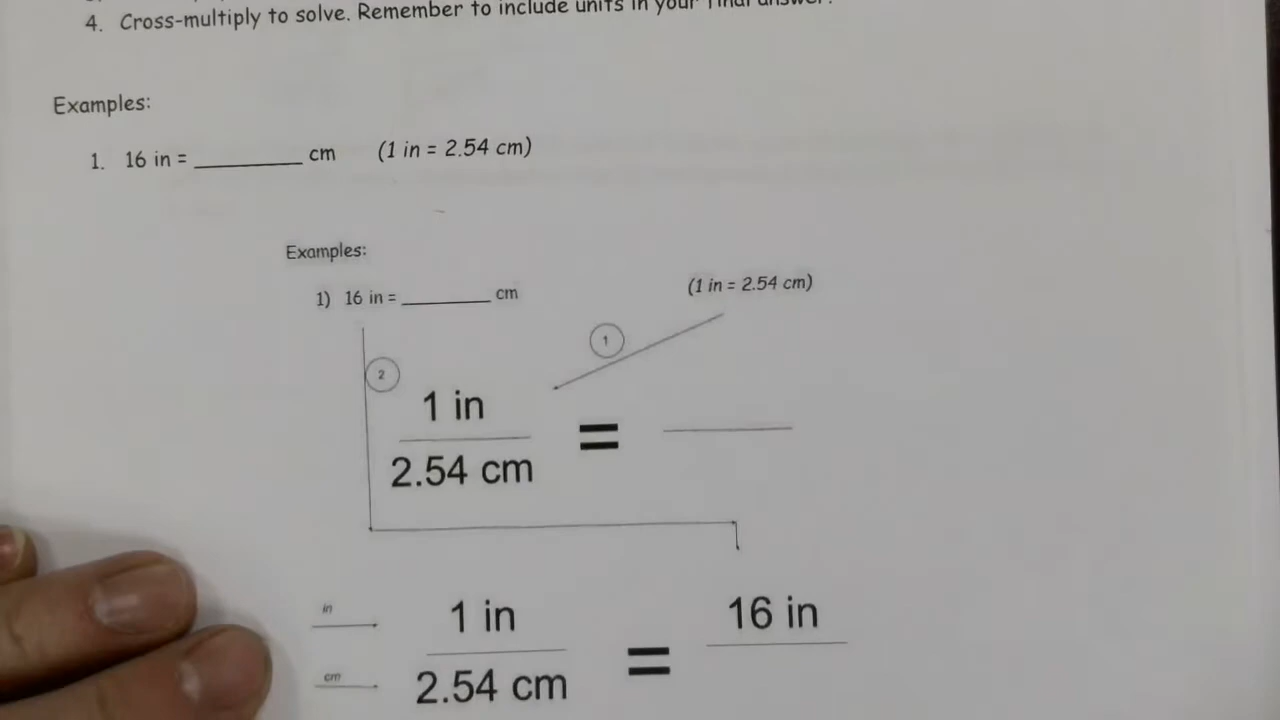 4. Cross-multiply to solve. Remember to include units in your final answer.
Examples:
1. 16 in = ________ cm (1 in = 2.54 cm)
Examples:
1) 16 in = ________ cm (1 in = 2.54 cm)
1
2
1 in
=
2.54 cm
in 1 in 16 in
=
cm 2.54 cm